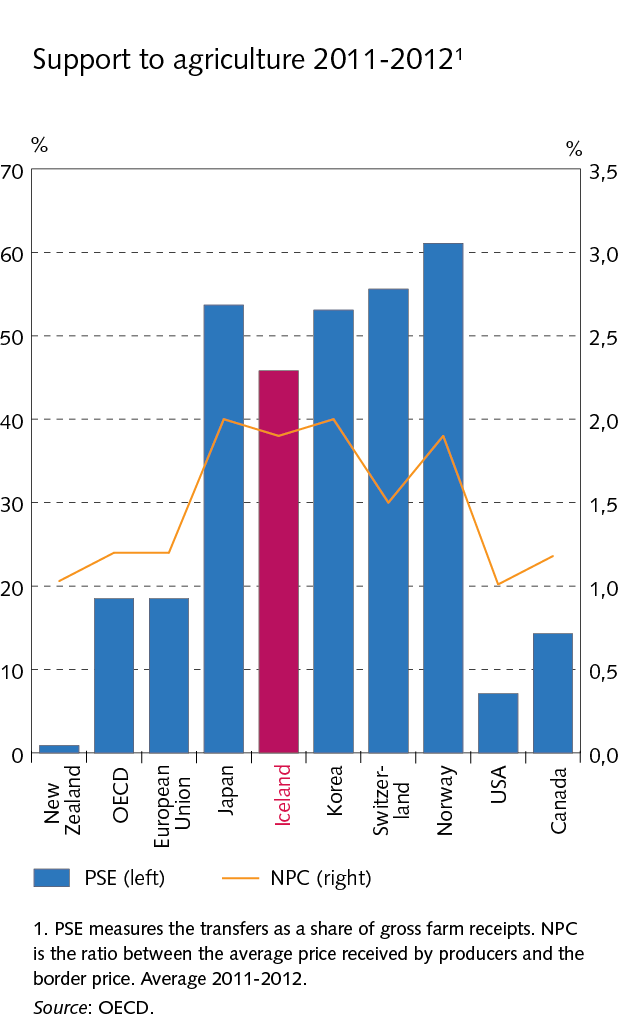 Support to agriculture 2011-2012¹
%
%
70
60
50
40
30
20
10
0
3,5
3,0
2,5
2,0
1,5
1,0
0,5
0,0
New
Zealand
OECD
European
Union
Japan
Iceland
Korea
Switzer-
land
Norway
USA
Canada
PSE (left)
NPC (right)
1. PSE measures the transfers as a share of gross farm receipts. NPC
is the ratio between the average price received by producers and the
border price. Average 2011-2012.
Source: OECD.